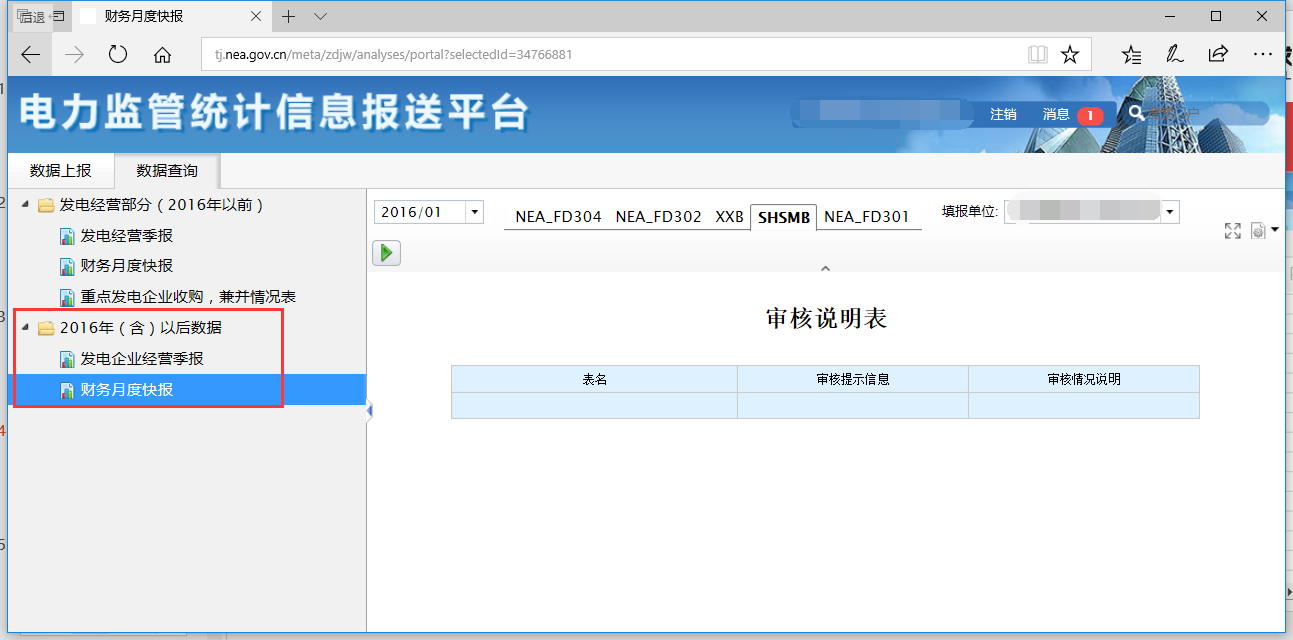 后退
财务月度快报
tj.nea.gov.cn/meta/zdjw/analyses/portal?selectedId=34766881
电力监管统计信息报送平台
注销 消息 1
数据上报 数据查询
发电经营部分（2016年以前）
发电经营季报
财务月度快报
重点发电企业收购，兼并情况表
2016年（含）以后数据
发电企业经营季报
财务月度快报
2016/01 NEA_FD304 NEA_FD302 XXB SHSMB NEA_FD301 填报单位:
审核说明表
表名 审核提示信息 审核情况说明
1
2
3
4
5